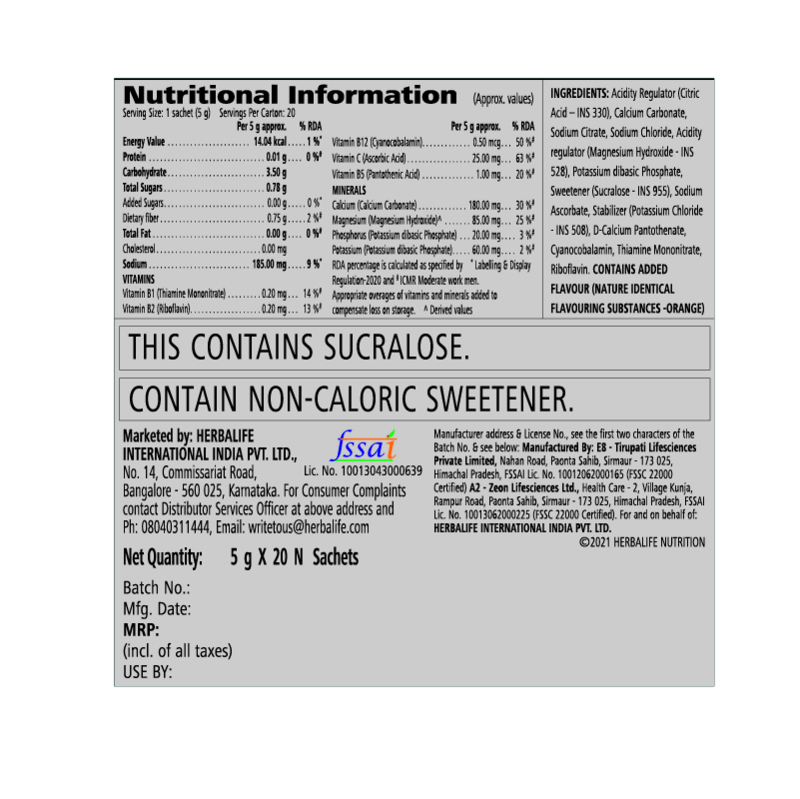 Nutritional Information (Approx. values)
Serving Size: 1 sachet (5 g) Servings Per Carton: 20
Per 5 g approx. % RDA
Energy Value ........................ 14.04 kcal ..... 1 %*
Protein ........................ 0.01 g .... 0 %#
Carbohydrate ........................ 3.50 g
Total Sugars ........................ 0.78 g
Added Sugars ........................ 0.00 g .... 0 %*
Dietary fiber ........................ 0.75 g .... 2 %#
Total Fat ........................ 0.00 g .... 0 %#
Cholesterol ........................ 0.00 mg
Sodium ........................ 185.00 mg ..... 9 %*
VITAMINS
Vitamin B1 (Thiamine Mononitrate) .......... 0.20 mg ... 14 %#
Vitamin B2 (Riboflavin) ........................ 0.20 mg ... 13 %#
Per 5 g approx. % RDA
Vitamin B12 (Cyanocobalamin) .............. 0.50 mcg ... 50 %#
Vitamin C (Ascorbic Acid) .................. 25.00 mg ... 63 %#
Vitamin B5 (Pantothenic Acid) .............. 1.00 mg ... 20 %#
MINERALS
Calcium (Calcium Carbonate) ............ 180.00 mg ... 30 %#
Magnesium (Magnesium Hydroxide)^ ....... 85.00 mg ... 25 %#
Phosphorus (Potassium dibasic Phosphate) .... 20.00 mg ... 3 %#
Potassium (Potassium dibasic Phosphate) ..... 60.00 mg ... 2 %#
RDA percentage is calculated as specified by * Labelling & Display
Regulation-2020 and # ICMR Moderate work men.
Appropriate overages of vitamins and minerals added to
compensate loss on storage. ^ Derived values
INGREDIENTS: Acidity Regulator (Citric
Acid – INS 330), Calcium Carbonate,
Sodium Citrate, Sodium Chloride, Acidity
regulator (Magnesium Hydroxide - INS
528), Potassium dibasic Phosphate,
Sweetener (Sucralose - INS 955), Sodium
Ascorbate, Stabilizer (Potassium Chloride
- INS 508), D-Calcium Pantothenate,
Cyanocobalamin, Thiamine Mononitrate,
Riboflavin. CONTAINS ADDED
FLAVOUR (NATURE IDENTICAL
FLAVOURING SUBSTANCES -ORANGE)
THIS CONTAINS SUCRALOSE.
CONTAIN NON-CALORIC SWEETENER.
Marketed by: HERBALIFE
INTERNATIONAL INDIA PVT. LTD.,
No. 14, Commissariat Road,
Bangalore - 560 025, Karnataka. For Consumer Complaints
contact Distributor Services Officer at above address and
Ph: 08040311444, Email: writetous@herbalife.com
fssai
Lic. No. 10013043000639
Manufacturer address & License No., see the first two characters of the
Batch No. & see below: Manufactured By: E8 - Tirupati Lifesciences
Private Limited, Nahan Road, Paonta Sahib, Sirmaur - 173 025,
Himachal Pradesh, FSSAI Lic. No. 10012062000165 (FSSC 22000
Certified) A2 - Zeon Lifesciences Ltd., Health Care - 2, Village Kunja,
Rampur Road, Paonta Sahib, Sirmaur - 173 025, Himachal Pradesh, FSSAI
Lic. No. 10013062000225 (FSSC 22000 Certified). For and on behalf of:
HERBALIFE INTERNATIONAL INDIA PVT. LTD.
©2021 HERBALIFE NUTRITION
Net Quantity: 5 g X 20 N Sachets
Batch No.:
Mfg. Date:
MRP:
(incl. of all taxes)
USE BY: